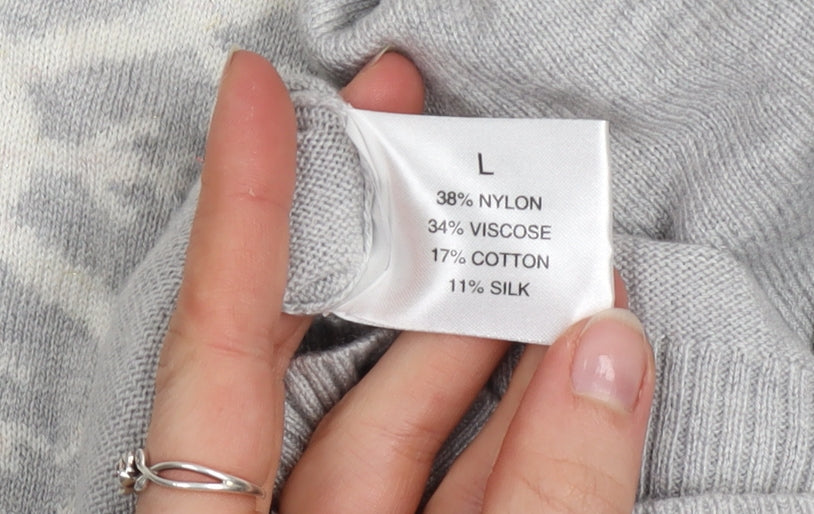 L
38% NYLON
34% VISCOSE
17% COTTON
11% SILK